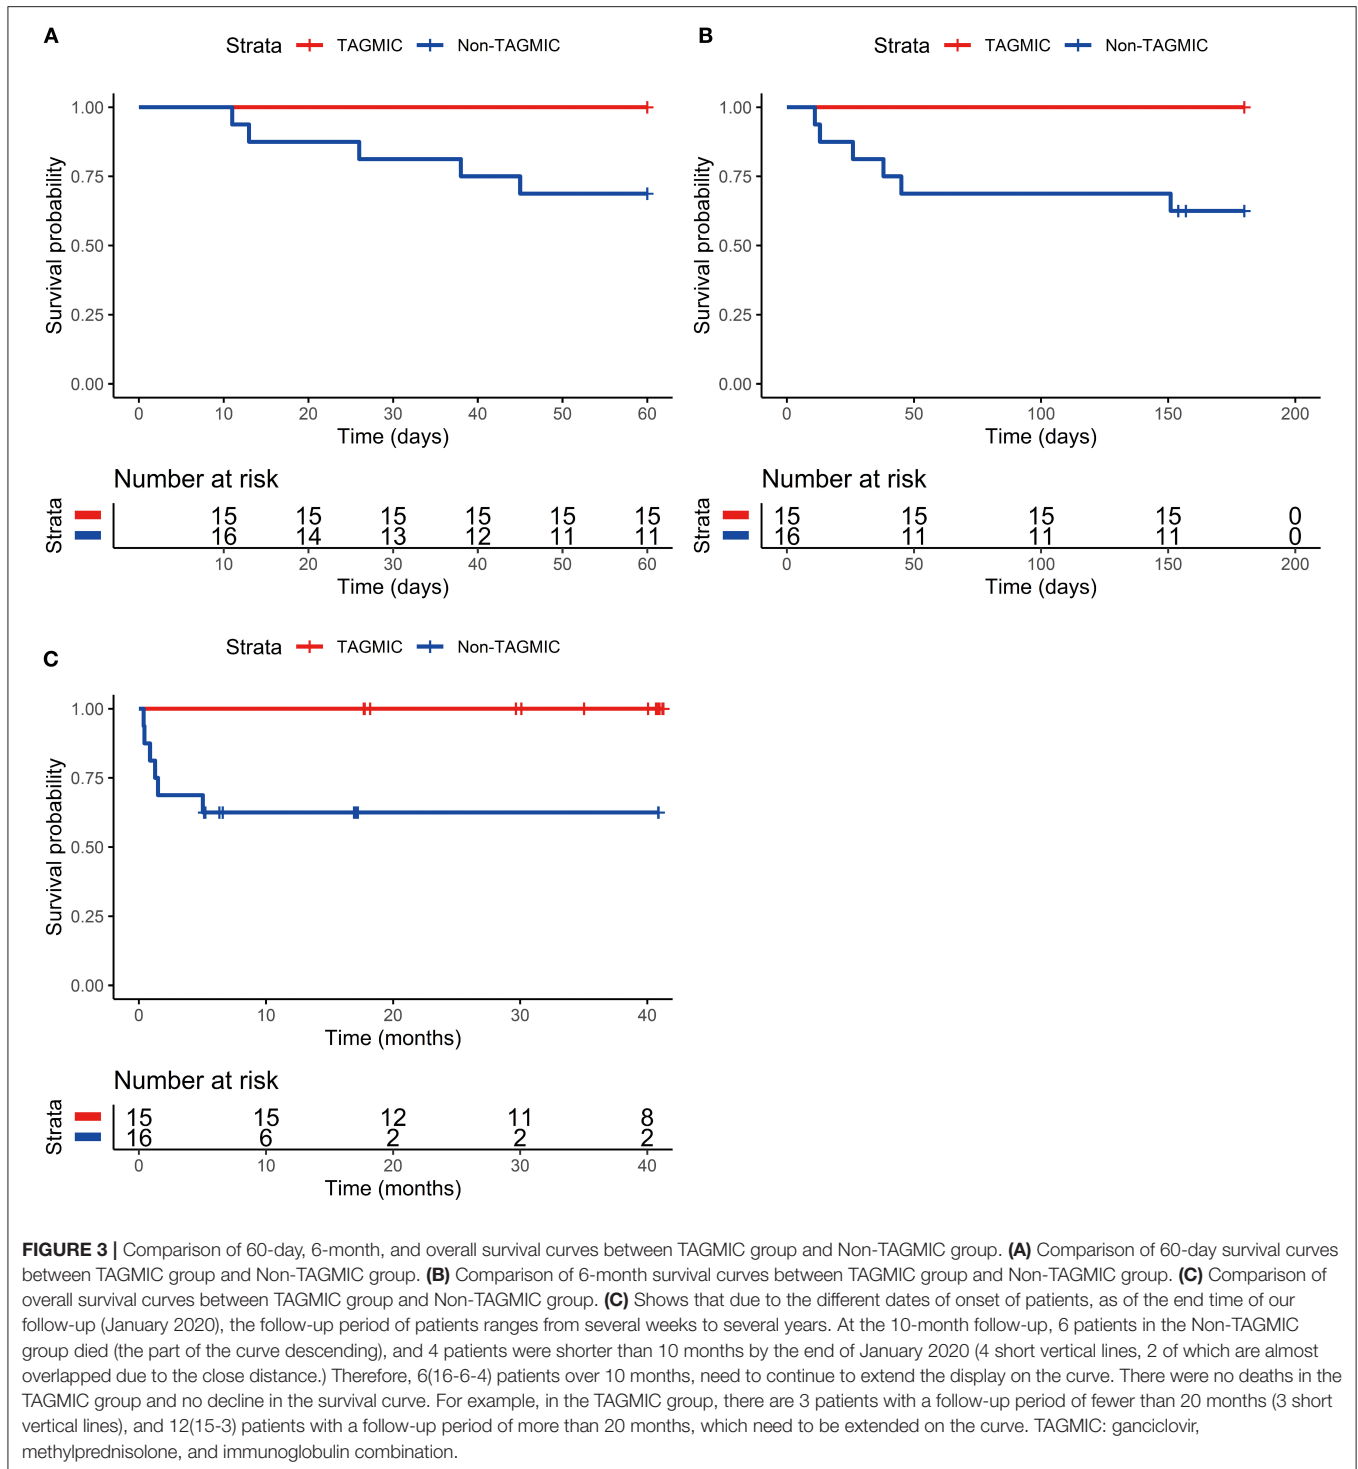 A
Strata TAGMIC Non-TAGMIC
Survival probability
1.00
0.75
0.50
0.25
0.00
0 10 20 30 40 50 60
Time (days)
Number at risk
Strata
15 15 15 15 15 15
16 14 13 12 11 11
10 20 30 40 50 60
Time (days)
B
Strata TAGMIC Non-TAGMIC
Survival probability
1.00
0.75
0.50
0.25
0.00
0 50 100 150 200
Time (days)
Number at risk
Strata
15 15 15 15 0
16 11 11 11 0
0 50 100 150 200
Time (days)
C
Strata TAGMIC Non-TAGMIC
Survival probability
1.00
0.75
0.50
0.25
0.00
0 10 20 30 40
Time (months)
Number at risk
Strata
15 15 12 11 8
16 6 2 2 2
0 10 20 30 40
Time (months)
FIGURE 3 | Comparison of 60-day, 6-month, and overall survival curves between TAGMIC group and Non-TAGMIC group. (A) Comparison of 60-day survival curves
between TAGMIC group and Non-TAGMIC group. (B) Comparison of 6-month survival curves between TAGMIC group and Non-TAGMIC group. (C) Comparison of
overall survival curves between TAGMIC group and Non-TAGMIC group. (C) Shows that due to the different dates of onset of patients, as of the end time of our
follow-up (January 2020), the follow-up period of patients ranges from several weeks to several years. At the 10-month follow-up, 6 patients in the Non-TAGMIC
group died (the part of the curve descending), and 4 patients were shorter than 10 months by the end of January 2020 (4 short vertical lines, 2 of which are almost
overlapped due to the close distance.) Therefore, 6(16-6-4) patients over 10 months, need to continue to extend the display on the curve. There were no deaths in the
TAGMIC group and no decline in the survival curve. For example, in the TAGMIC group, there are 3 patients with a follow-up period of fewer than 20 months (3 short
vertical lines), and 12(15-3) patients with a follow-up period of more than 20 months, which need to be extended on the curve. TAGMIC: ganciclovir,
methylprednisolone, and immunoglobulin combination.